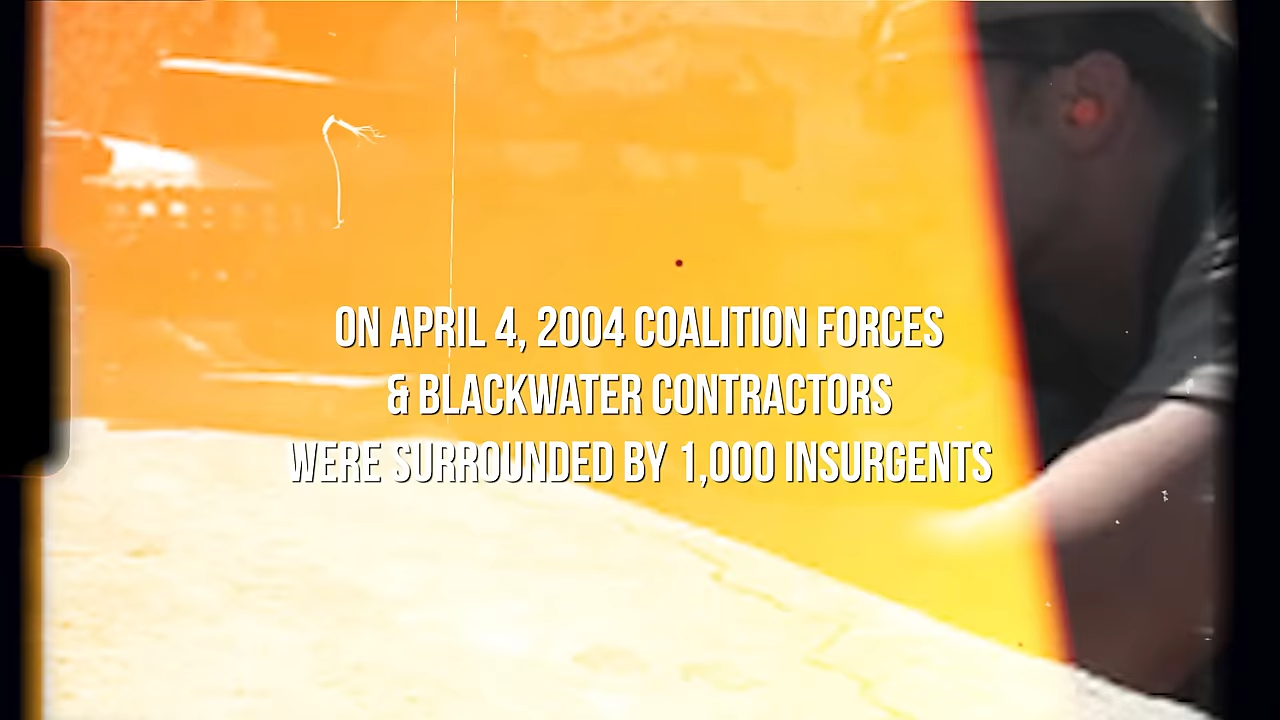 ON APRIL 4, 2004 COALITION FORCES
& BLACKWATER CONTRACTORS
WERE SURROUNDED BY 1,000 INSURGENTS